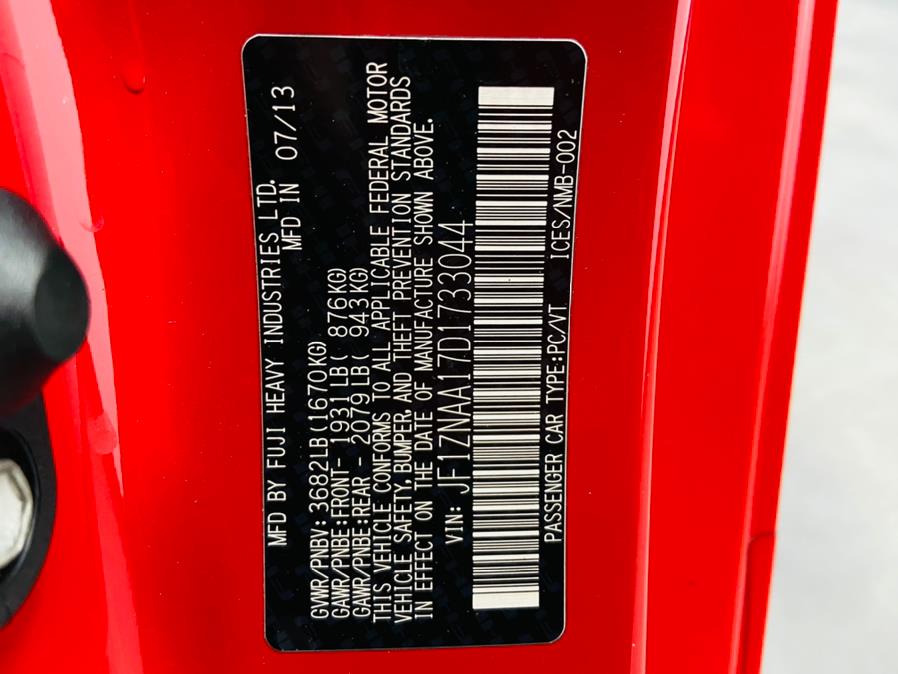 MFD BY FUJI HEAVY INDUSTRIES LTD.
MFD IN 07/13
GVWR/PNBV: 3682LB(1670KG)
GAWR/PNBE:FRONT- 1931LB( 876KG)
GAWR/PNBE:REAR- 2079LB( 943KG)
THIS VEHICLE CONFORMS TO ALL APPLICABLE FEDERAL MOTOR
VEHICLE SAFETY,BUMPER,AND THEFT PREVENTION STANDARDS
IN EFFECT ON THE DATE OF MANUFACTURE SHOWN ABOVE.
VIN: JF1ZNAA17D1733044
PASSENGER CAR TYPE:PC/VT ICES/NMB-002